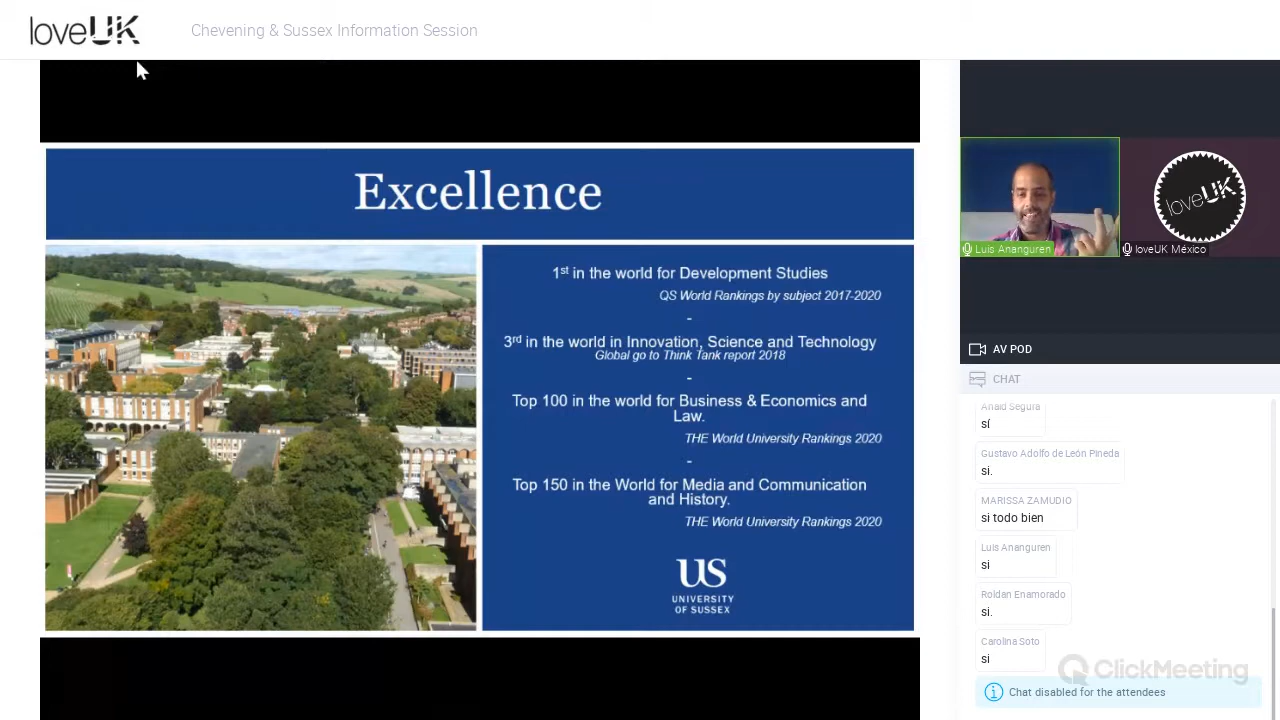 loveUK
Chevening & Sussex Information Session
Excellence
1st in the world for Development Studies
QS World Rankings by subject 2017-2020
-
3rd in the world in Innovation, Science and Technology
Global go to Think Tank report 2018
-
Top 100 in the world for Business & Economics and
Law.
THE World University Rankings 2020
-
Top 150 in the World for Media and Communication
and History.
THE World University Rankings 2020
US
UNIVERSITY
OF SUSSEX
loveUK
Luis Ananguren
loveUK México
AV POD
CHAT
Anaid Segura
sí
Gustavo Adolfo de León Pineda
si.
MARISSA ZAMUDIO
si todo bien
Luis Ananguren
si
Roldan Enamorado
si.
Carolina Soto
si
ClickMeeting
Chat disabled for the attendees